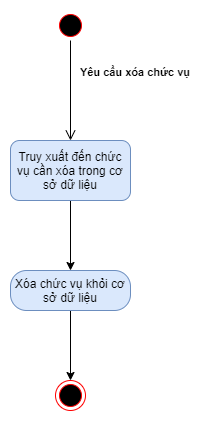 Yêu cầu xóa chức vụ
Truy xuất đến chức
vụ cần xóa trong cơ
sở dữ liệu
Xóa chức vụ khỏi cơ
sở dữ liệu